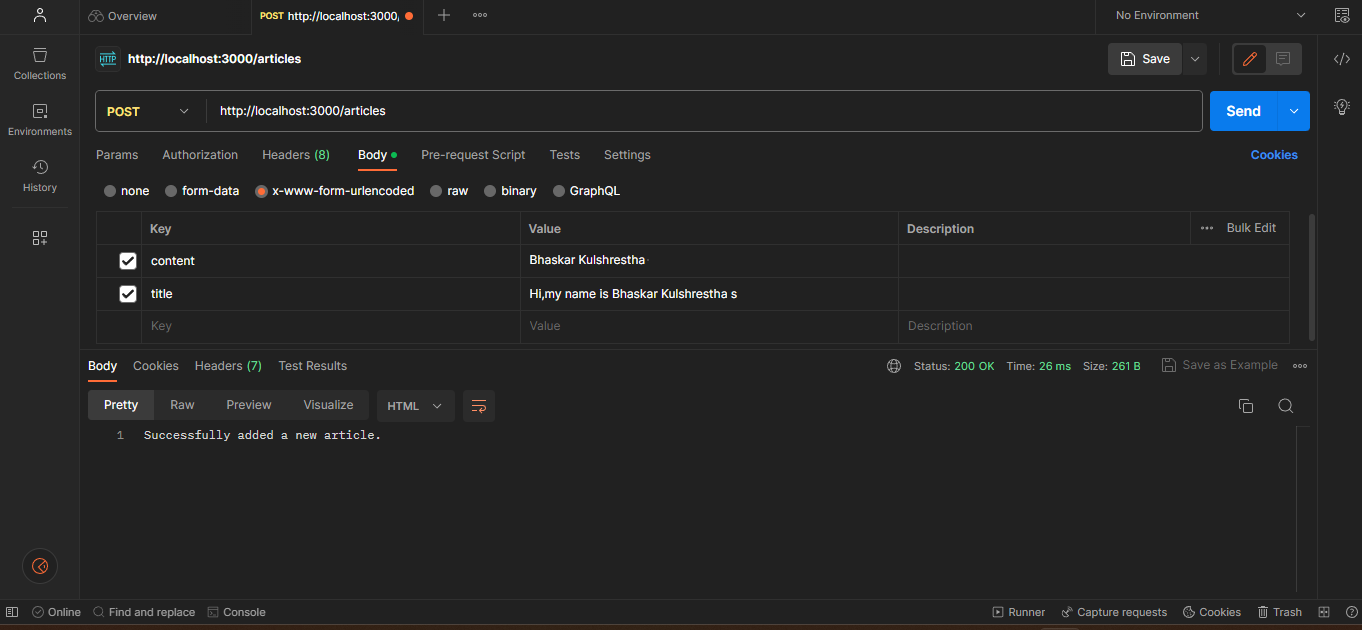 Overview
POST http://localhost:3000/
No Environment
HTTP http://localhost:3000/articles
Save
Collections
POST http://localhost:3000/articles
Send
Environments
Params Authorization Headers (8) Body Pre-request Script Tests Settings Cookies
History
none form-data x-www-form-urlencoded raw binary GraphQL
Key Value Description Bulk Edit
content Bhaskar Kulshrestha
title Hi,my name is Bhaskar Kulshrestha s
Key Value Description
Body Cookies Headers (7) Test Results Status: 200 OK Time: 26 ms Size: 261 B Save as Example
Pretty Raw Preview Visualize HTML
1 Successfully added a new article.
Online Find and replace Console Runner Capture requests Cookies Trash